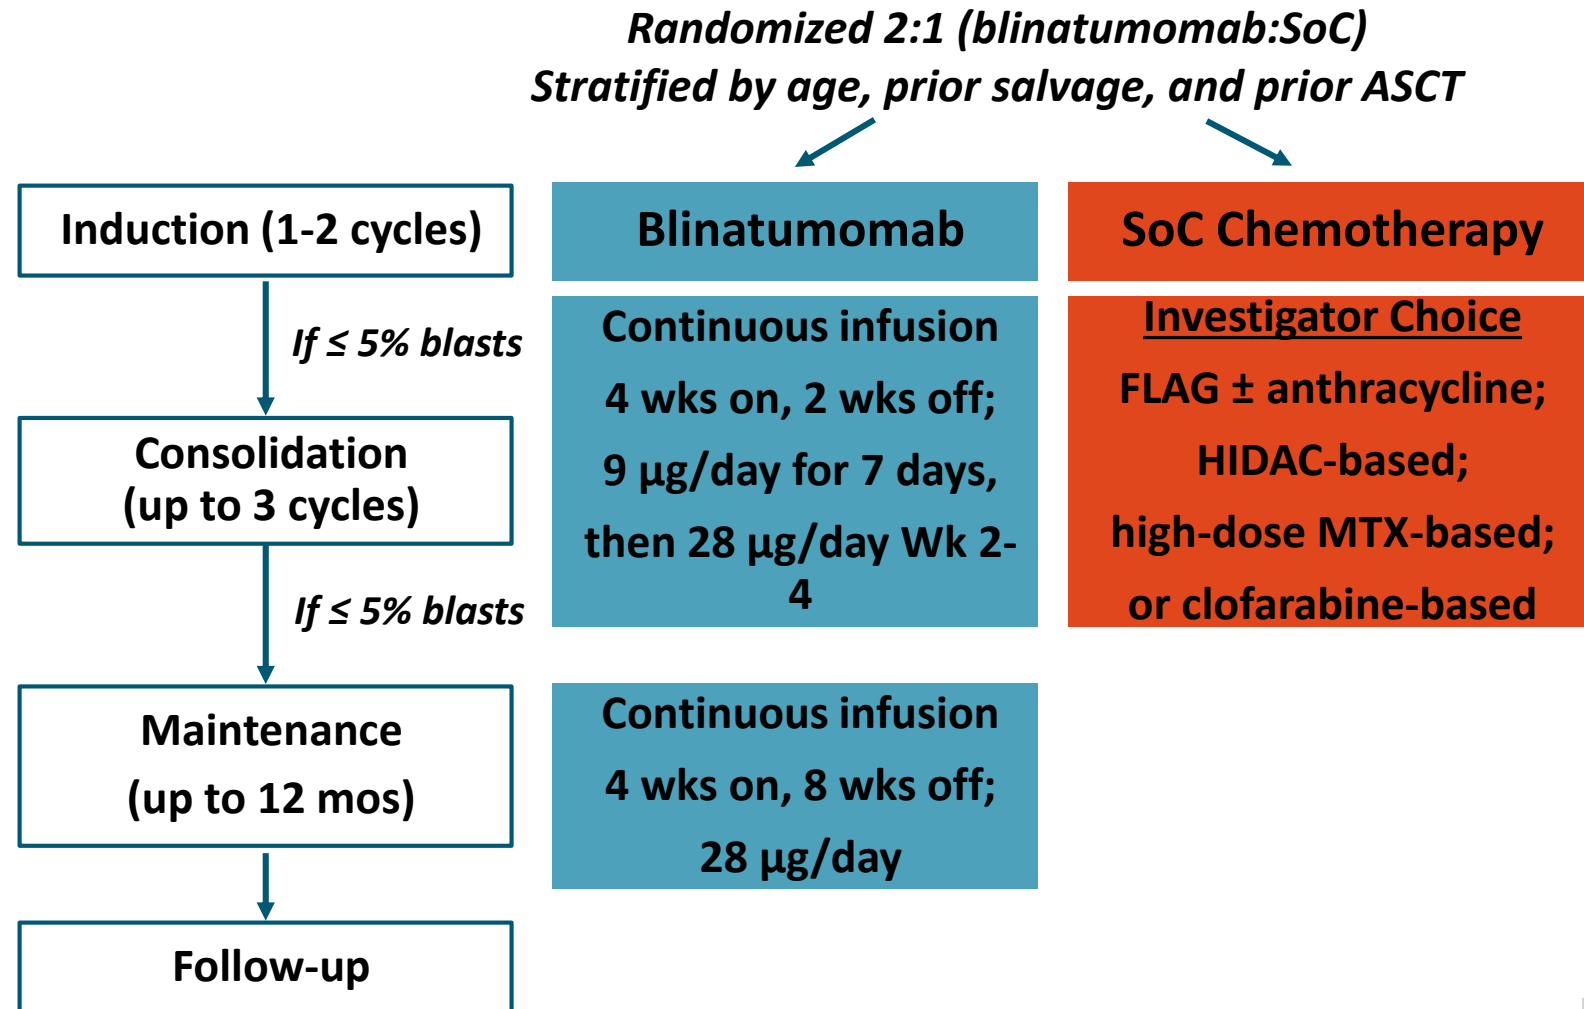 Randomized 2:1 (blinatumomab:SoC)
Stratified by age, prior salvage, and prior ASCT
Induction (1-2 cycles)
If ≤ 5% blasts
Consolidation
(up to 3 cycles)
If ≤ 5% blasts
Maintenance
(up to 12 mos)
Follow-up
Blinatumomab
Continuous infusion
4 wks on, 2 wks off;
9 µg/day for 7 days,
then 28 µg/day Wk 2-
4
Continuous infusion
4 wks on, 8 wks off;
28 µg/day
SoC Chemotherapy
Investigator Choice
FLAG ± anthracycline;
HIDAC-based;
high-dose MTX-based;
or clofarabine-based